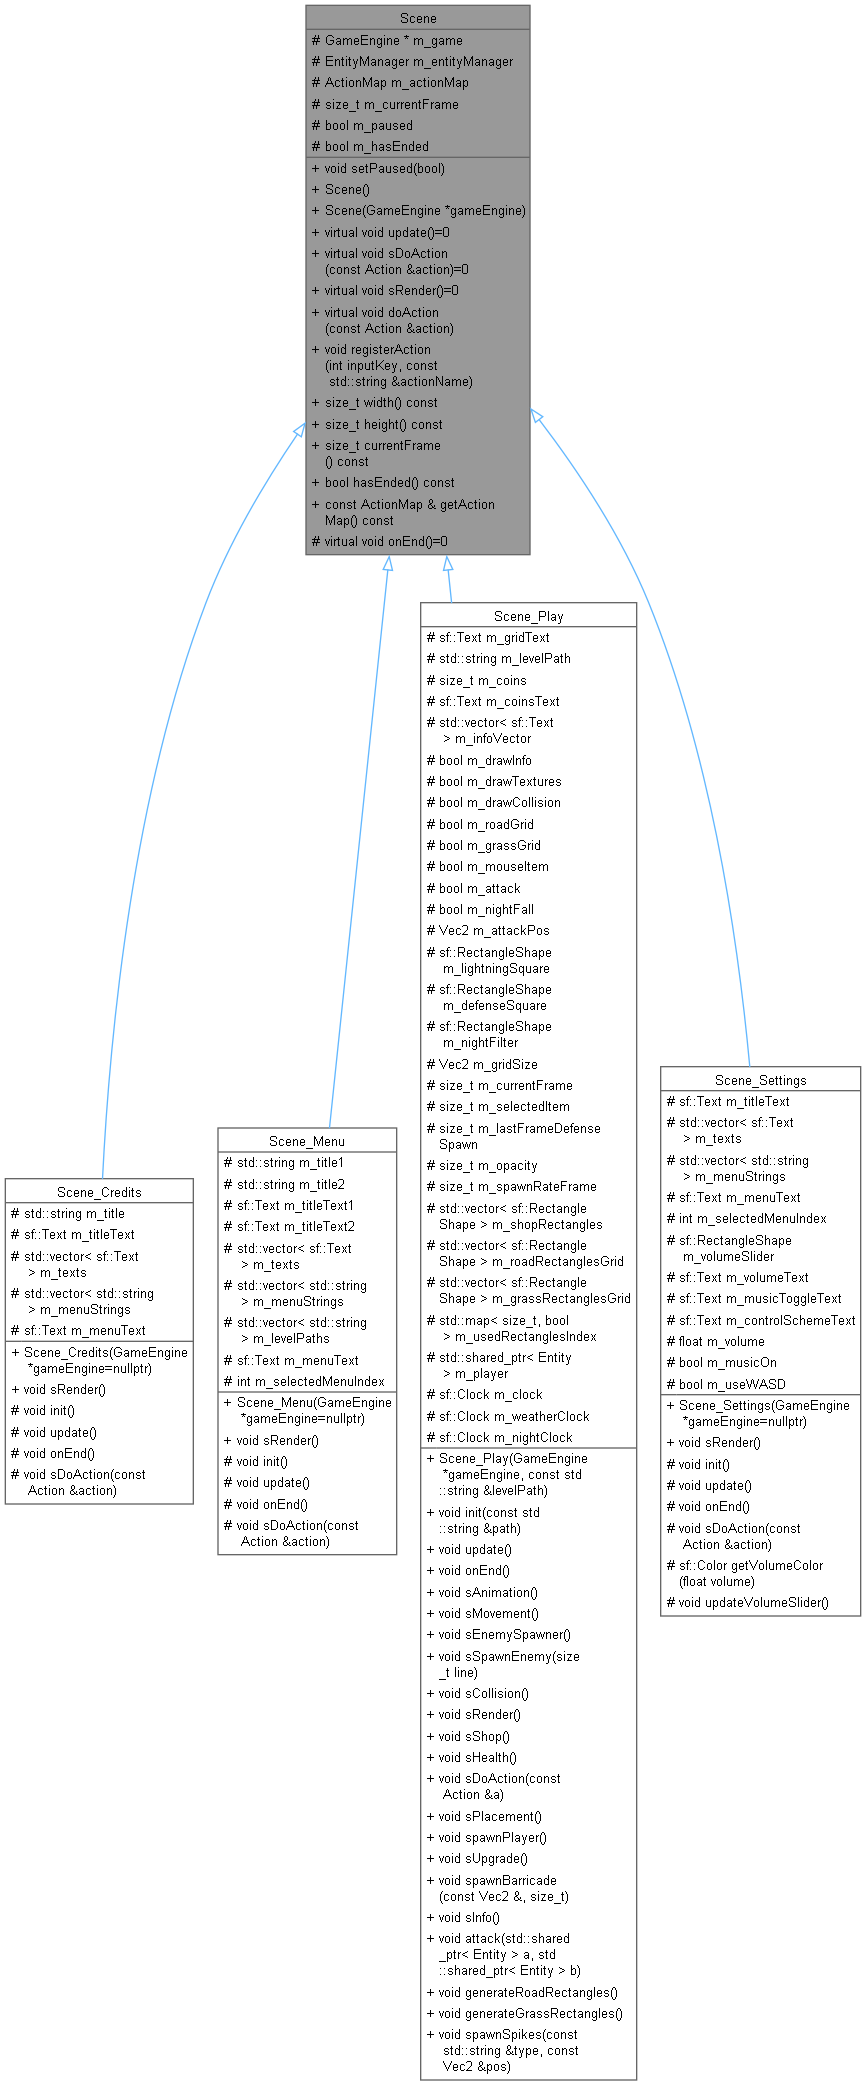 Scene
# GameEngine * m_game
# EntityManager m_entityManager
# ActionMap m_actionMap
# size_t m_currentFrame
# bool m_paused
# bool m_hasEnded
+ void setPaused(bool)
+ Scene()
+ Scene(GameEngine *gameEngine)
+ virtual void update()=0
+ virtual void sDoAction
(const Action &action)=0
+ virtual void sRender()=0
+ virtual void doAction
(const Action &action)
+ void registerAction
(int inputKey, const
std::string &actionName)
+ size_t width() const
+ size_t height() const
+ size_t currentFrame
() const
+ bool hasEnded() const
+ const ActionMap & getAction
Map() const
# virtual void onEnd()=0
Scene_Credits
# std::string m_title
# sf::Text m_titleText
# std::vector< sf::Text
> m_texts
# std::vector< std::string
> m_menuStrings
# sf::Text m_menuText
+ Scene_Credits(GameEngine
*gameEngine=nullptr)
+ void sRender()
# void init()
# void update()
# void onEnd()
# void sDoAction(const
Action &action)
Scene_Menu
# std::string m_title1
# std::string m_title2
# sf::Text m_titleText1
# sf::Text m_titleText2
# std::vector< sf::Text
> m_texts
# std::vector< std::string
> m_menuStrings
# std::vector< std::string
> m_levelPaths
# sf::Text m_menuText
# int m_selectedMenuIndex
+ Scene_Menu(GameEngine
*gameEngine=nullptr)
+ void sRender()
# void init()
# void update()
# void onEnd()
# void sDoAction(const
Action &action)
Scene_Play
# sf::Text m_gridText
# std::string m_levelPath
# size_t m_coins
# sf::Text m_coinsText
# std::vector< sf::Text
> m_infoVector
# bool m_drawInfo
# bool m_drawTextures
# bool m_drawCollision
# bool m_roadGrid
# bool m_grassGrid
# bool m_mouseItem
# bool m_attack
# bool m_nightFall
# Vec2 m_attackPos
# sf::RectangleShape
m_lightningSquare
# sf::RectangleShape
m_defenseSquare
# sf::RectangleShape
m_nightFilter
# Vec2 m_gridSize
# size_t m_currentFrame
# size_t m_selectedItem
# size_t m_lastFrameDefense
Spawn
# size_t m_opacity
# size_t m_spawnRateFrame
# std::vector< sf::Rectangle
Shape > m_shopRectangles
# std::vector< sf::Rectangle
Shape > m_roadRectanglesGrid
# std::vector< sf::Rectangle
Shape > m_grassRectanglesGrid
# std::map< size_t, bool
> m_usedRectanglesIndex
# std::shared_ptr< Entity
> m_player
# sf::Clock m_clock
# sf::Clock m_weatherClock
# sf::Clock m_nightClock
+ Scene_Play(GameEngine
*gameEngine, const std
::string &levelPath)
+ void init(const std
::string &path)
+ void update()
+ void onEnd()
+ void sAnimation()
+ void sMovement()
+ void sEnemySpawner()
+ void sSpawnEnemy(size
_t line)
+ void sCollision()
+ void sRender()
+ void sShop()
+ void sHealth()
+ void sDoAction(const
Action &a)
+ void sPlacement()
+ void spawnPlayer()
+ void sUpgrade()
+ void spawnBarricade
(const Vec2 &, size_t)
+ void sInfo()
+ void attack(std::shared
_ptr< Entity > a, std
::shared_ptr< Entity > b)
+ void generateRoadRectangles()
+ void generateGrassRectangles()
+ void spawnSpikes(const
std::string &type, const
Vec2 &pos)
Scene_Settings
# sf::Text m_titleText
# std::vector< sf::Text
> m_texts
# std::vector< std::string
> m_menuStrings
# sf::Text m_menuText
# int m_selectedMenuIndex
# sf::RectangleShape
m_volumeSlider
# sf::Text m_volumeText
# sf::Text m_musicToggleText
# sf::Text m_controlSchemeText
# float m_volume
# bool m_musicOn
# bool m_useWASD
+ Scene_Settings(GameEngine
*gameEngine=nullptr)
+ void sRender()
# void init()
# void update()
# void onEnd()
# void sDoAction(const
Action &action)
# sf::Color getVolumeColor
(float volume)
# void updateVolumeSlider()